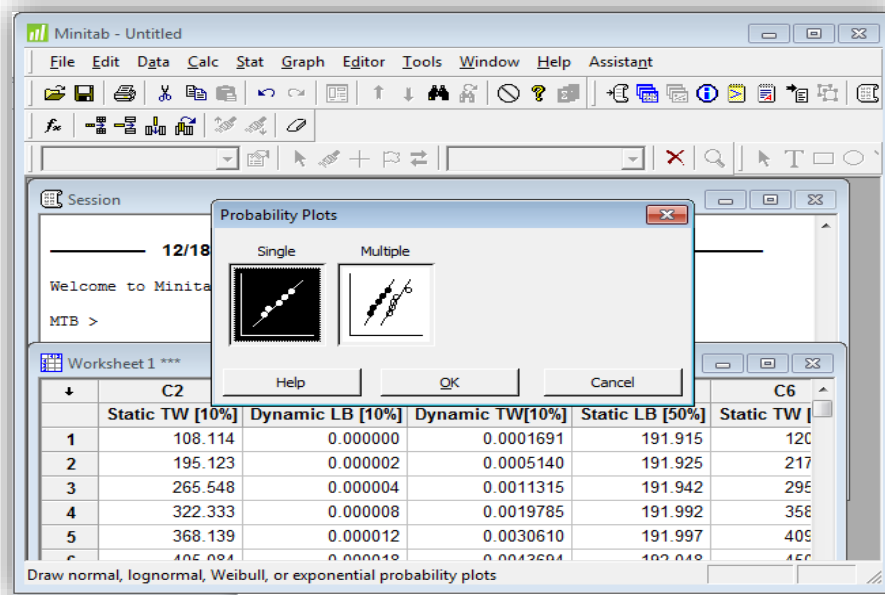 Minitab - Untitled
File Edit Data Calc Stat Graph Editor Tools Window Help Assistant
Session
Probability Plots
12/18
Single Multiple
Welcome to Minita
MTB >
Worksheet 1 ***
Help OK Cancel
C2 C6
Static TW [10%] Dynamic LB [10%] Dynamic TW[10%] Static LB [50%] Static TW [
1 108.114 0.000000 0.0001691 191.915 120
2 195.123 0.000002 0.0005140 191.925 217
3 265.548 0.000004 0.0011315 191.942 295
4 322.333 0.000008 0.0019785 191.992 358
5 368.139 0.000012 0.0030610 191.997 409
Draw normal, lognormal, Weibull, or exponential probability plots